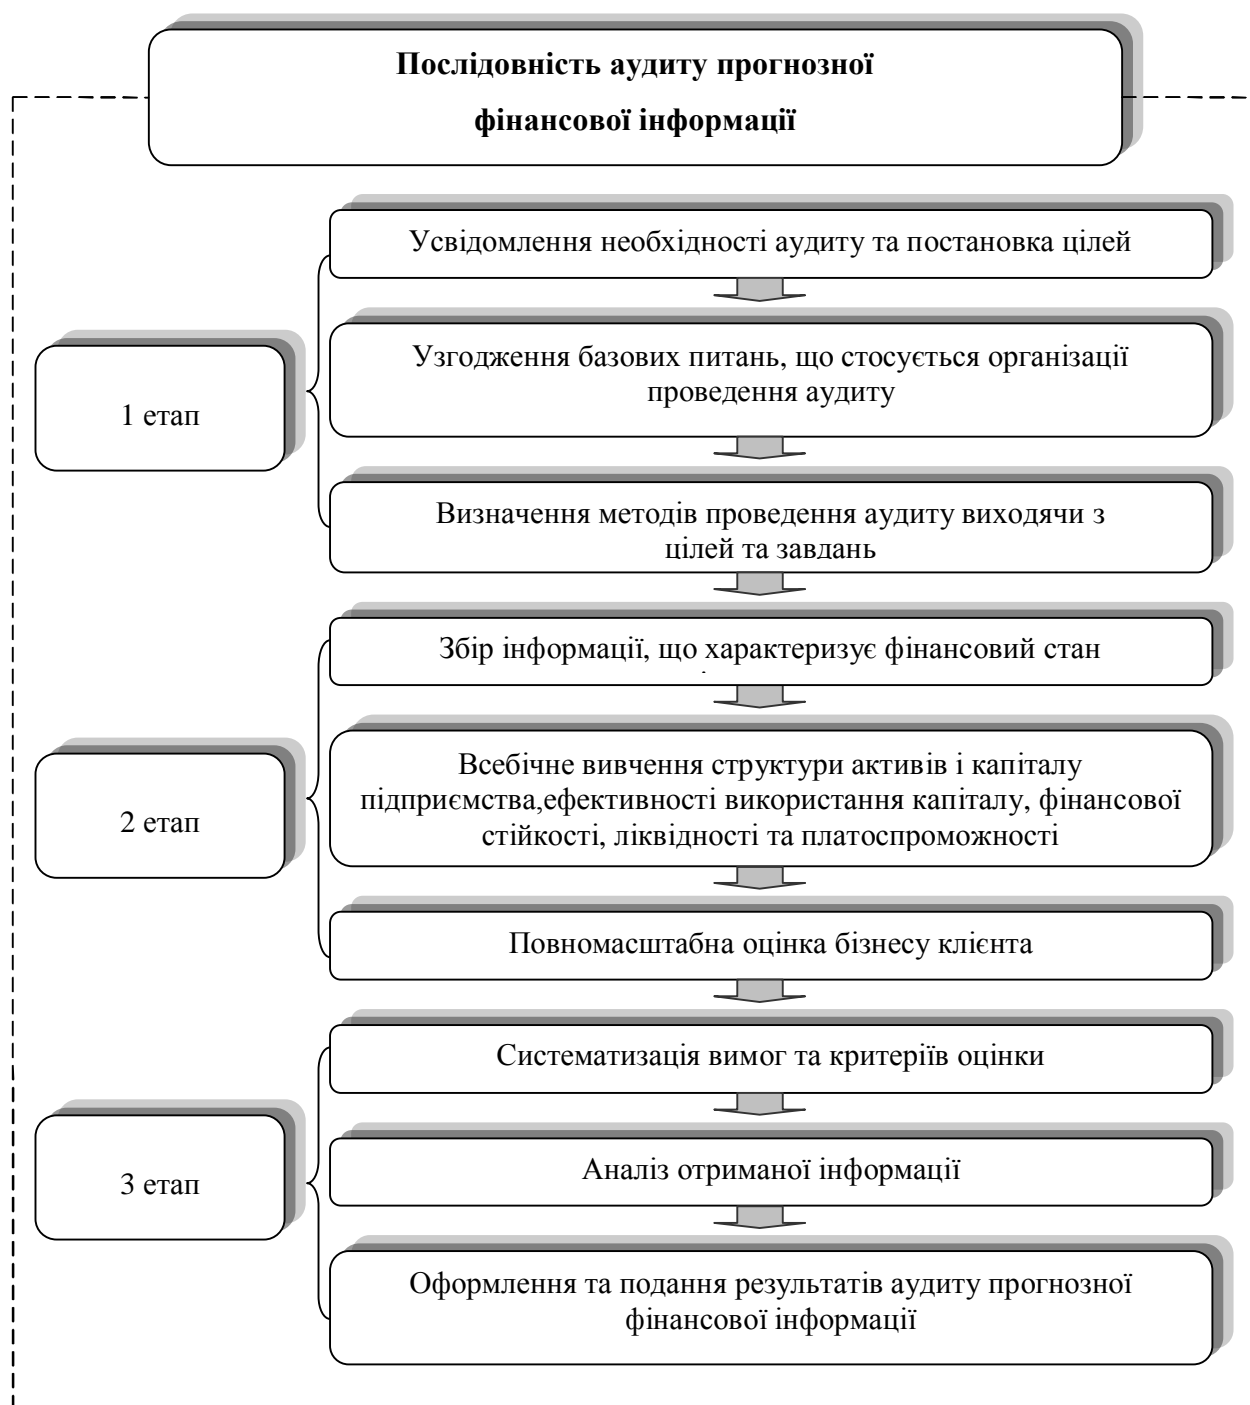 Послідовність аудиту прогнозної
фінансової інформації
Усвідомлення необхідності аудиту та постановка цілей
Узгодження базових питань, що стосується організації
проведення аудиту
1 етап
Визначення методів проведення аудиту виходячи з
цілей та завдань
Збір інформації, що характеризує фінансовий стан
Всебічне вивчення структури активів і капіталу
підприємства,ефективності використання капіталу, фінансової
стійкості, ліквідності та платоспроможності
2 етап
Повномасштабна оцінка бізнесу клієнта
Систематизація вимог та критеріїв оцінки
Аналіз отриманої інформації
3 етап
Оформлення та подання результатів аудиту прогнозної
фінансової інформації